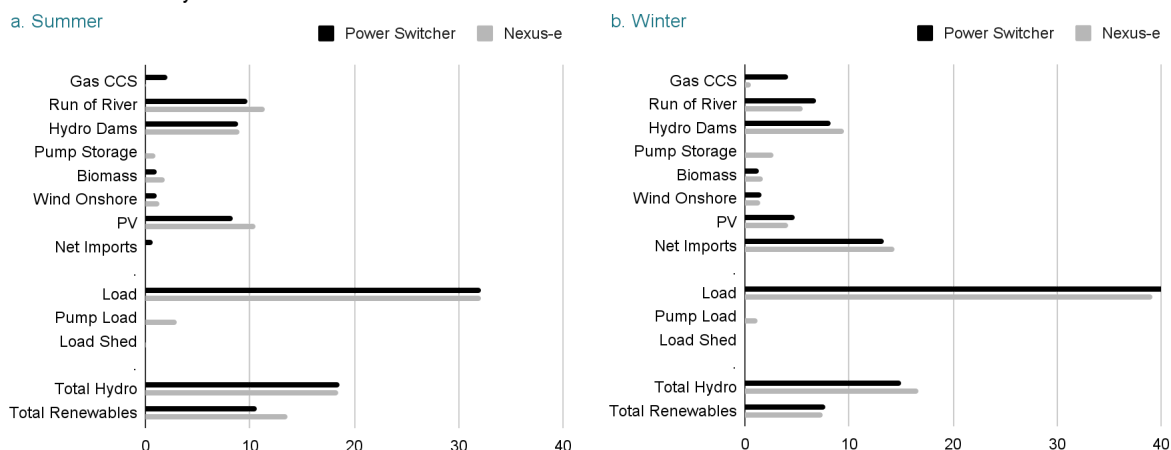 a. Summer
Power Switcher
Nexus-e
Gas CCS
Run of River
Hydro Dams
Pump Storage
Biomass
Wind Onshore
PV
Net Imports
.
Load
Pump Load
Load Shed
.
Total Hydro
Total Renewables
0 10 20 30 40
b. Winter
Power Switcher
Nexus-e
Gas CCS
Run of River
Hydro Dams
Pump Storage
Biomass
Wind Onshore
PV
Net Imports
.
Load
Pump Load
Load Shed
.
Total Hydro
Total Renewables
0 10 20 30 40